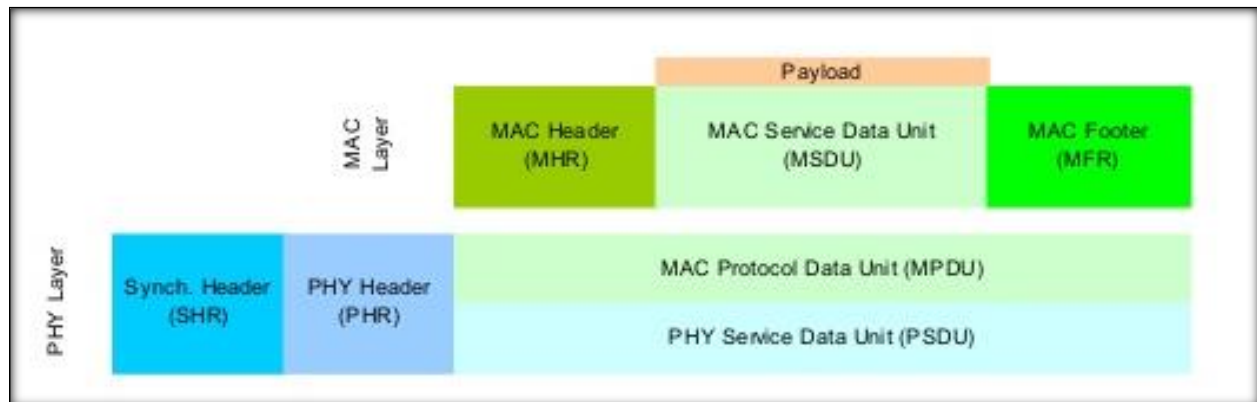 Payload
MAC
Layer
MAC Header
(MHR)
MAC Service Data Unit
(MSDU)
MAC Footer
(MFR)
PHY Layer
Synch. Header
(SHR)
PHY Header
(PHR)
MAC Protocol Data Unit (MPDU)
PHY Service Data Unit (PSDU)